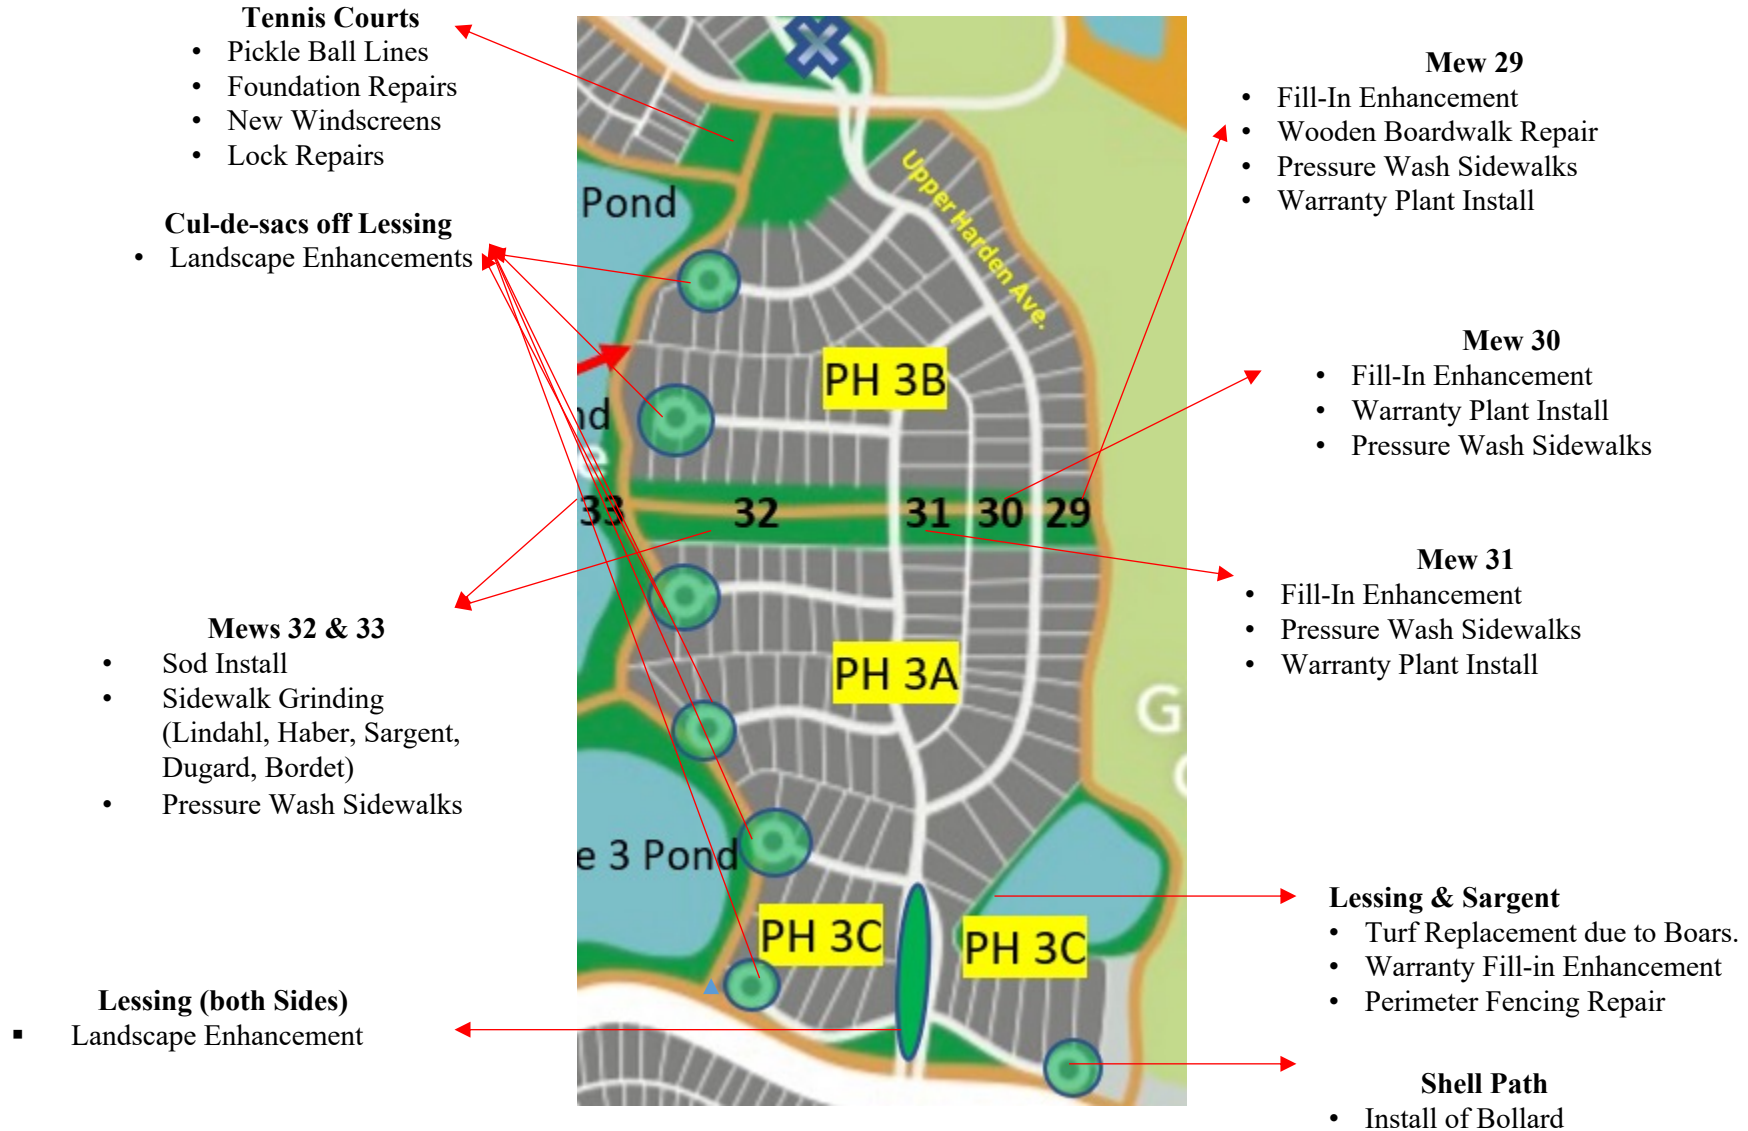 Tennis Courts
• Pickle Ball Lines
• Foundation Repairs
• New Windscreens
• Lock Repairs
Cul-de-sacs off Lessing
• Landscape Enhancements
Mews 32 & 33
• Sod Install
• Sidewalk Grinding
(Lindahl, Haber, Sargent,
Dugard, Bordet)
• Pressure Wash Sidewalks
Lessing (both Sides)
▪ Landscape Enhancement
Pond
Upper Harden Ave.
PH 3B
nd
e
33 32 31 30 29
PH 3A
G
e 3 Pond
PH 3C
PH 3C
Mew 29
• Fill-In Enhancement
• Wooden Boardwalk Repair
• Pressure Wash Sidewalks
• Warranty Plant Install
Mew 30
• Fill-In Enhancement
• Warranty Plant Install
• Pressure Wash Sidewalks
Mew 31
• Fill-In Enhancement
• Pressure Wash Sidewalks
• Warranty Plant Install
Lessing & Sargent
• Turf Replacement due to Boars.
• Warranty Fill-in Enhancement
• Perimeter Fencing Repair
Shell Path
• Install of Bollard